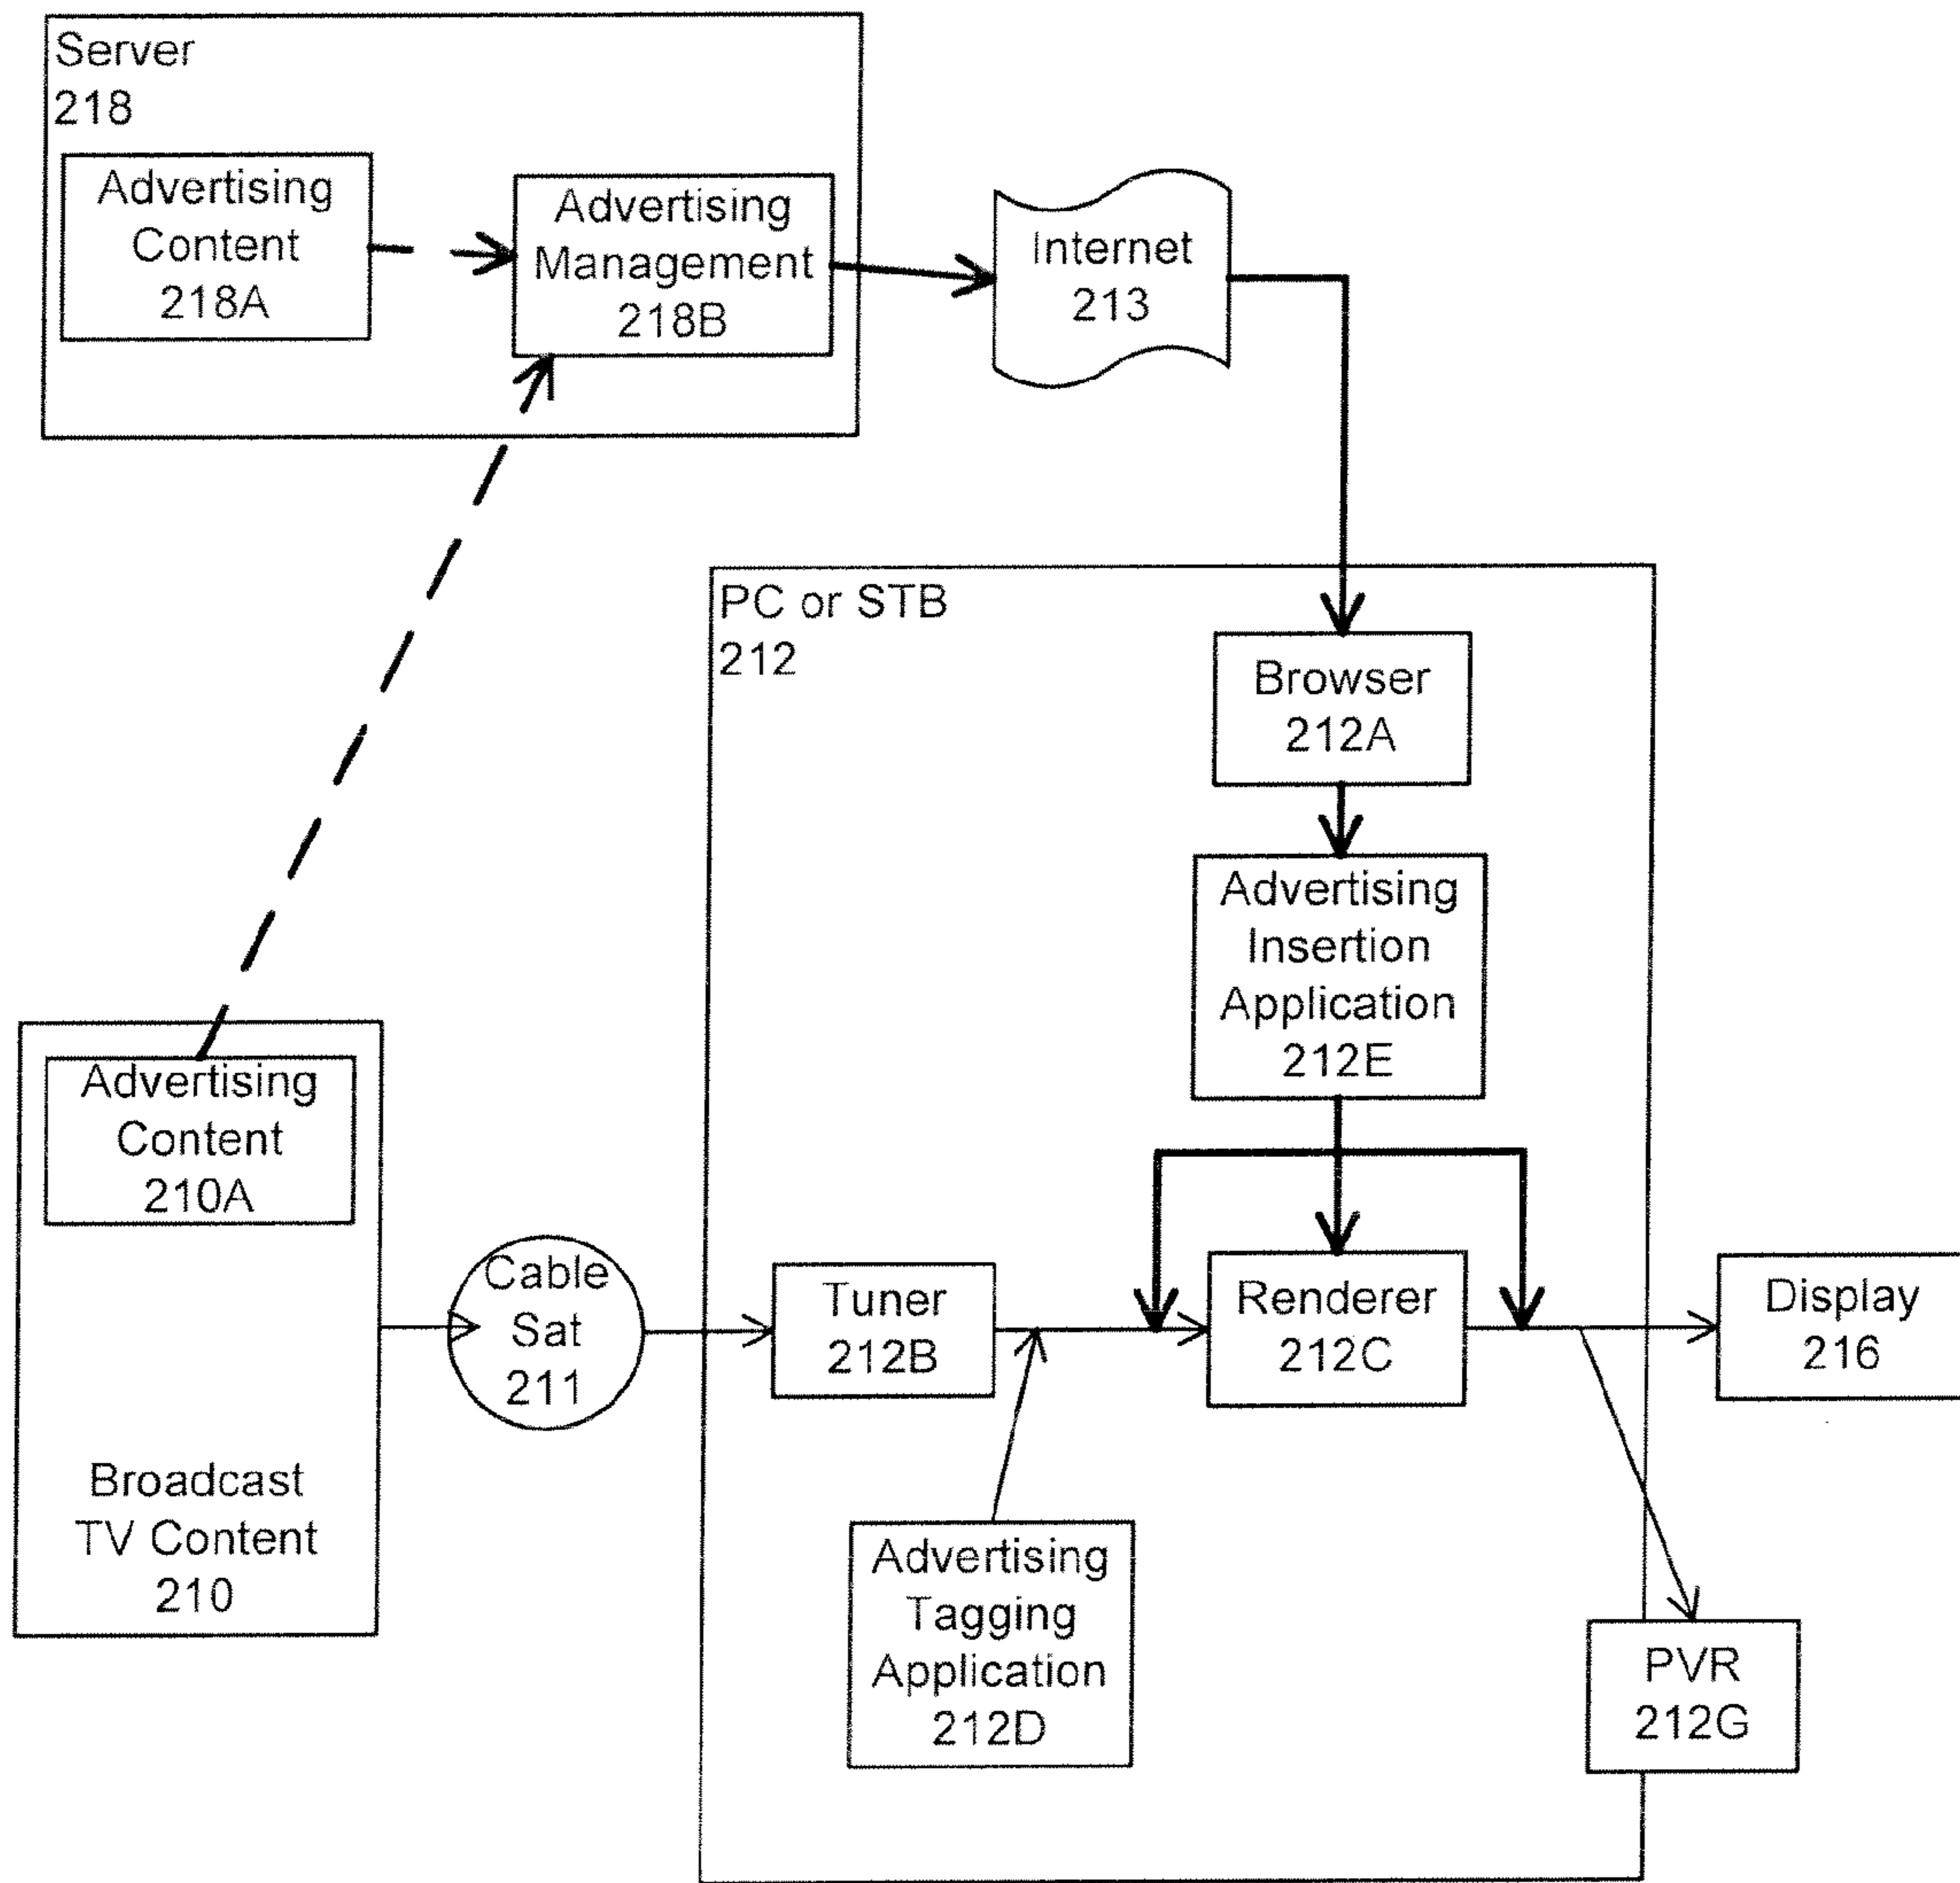 Server
218
Advertising
Content
218A
Advertising
Management
218B
Internet
213
PC or STB
212
Browser
212A
Advertising
Insertion
Application
212E
Advertising
Content
210A
Broadcast
TV Content
210
Cable
Sat
211
Tuner
212B
Renderer
212C
Display
216
Advertising
Tagging
Application
212D
PVR
212G